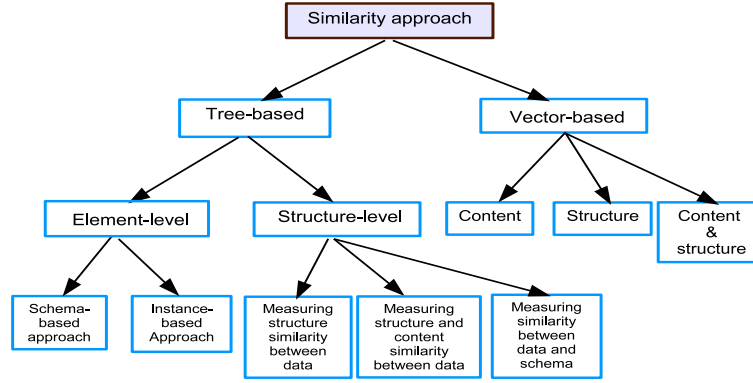 Similarity approach
Tree-based
Vector-based
Element-level
Structure-level
Content
Structure
Content
&
structure
Schema-
based
approach
Instance-
based
Approach
Measuring
structure
similarity
between
data
Measuring
structure and
content
similarity
between data
Measuring
similarity
between
data and
schema